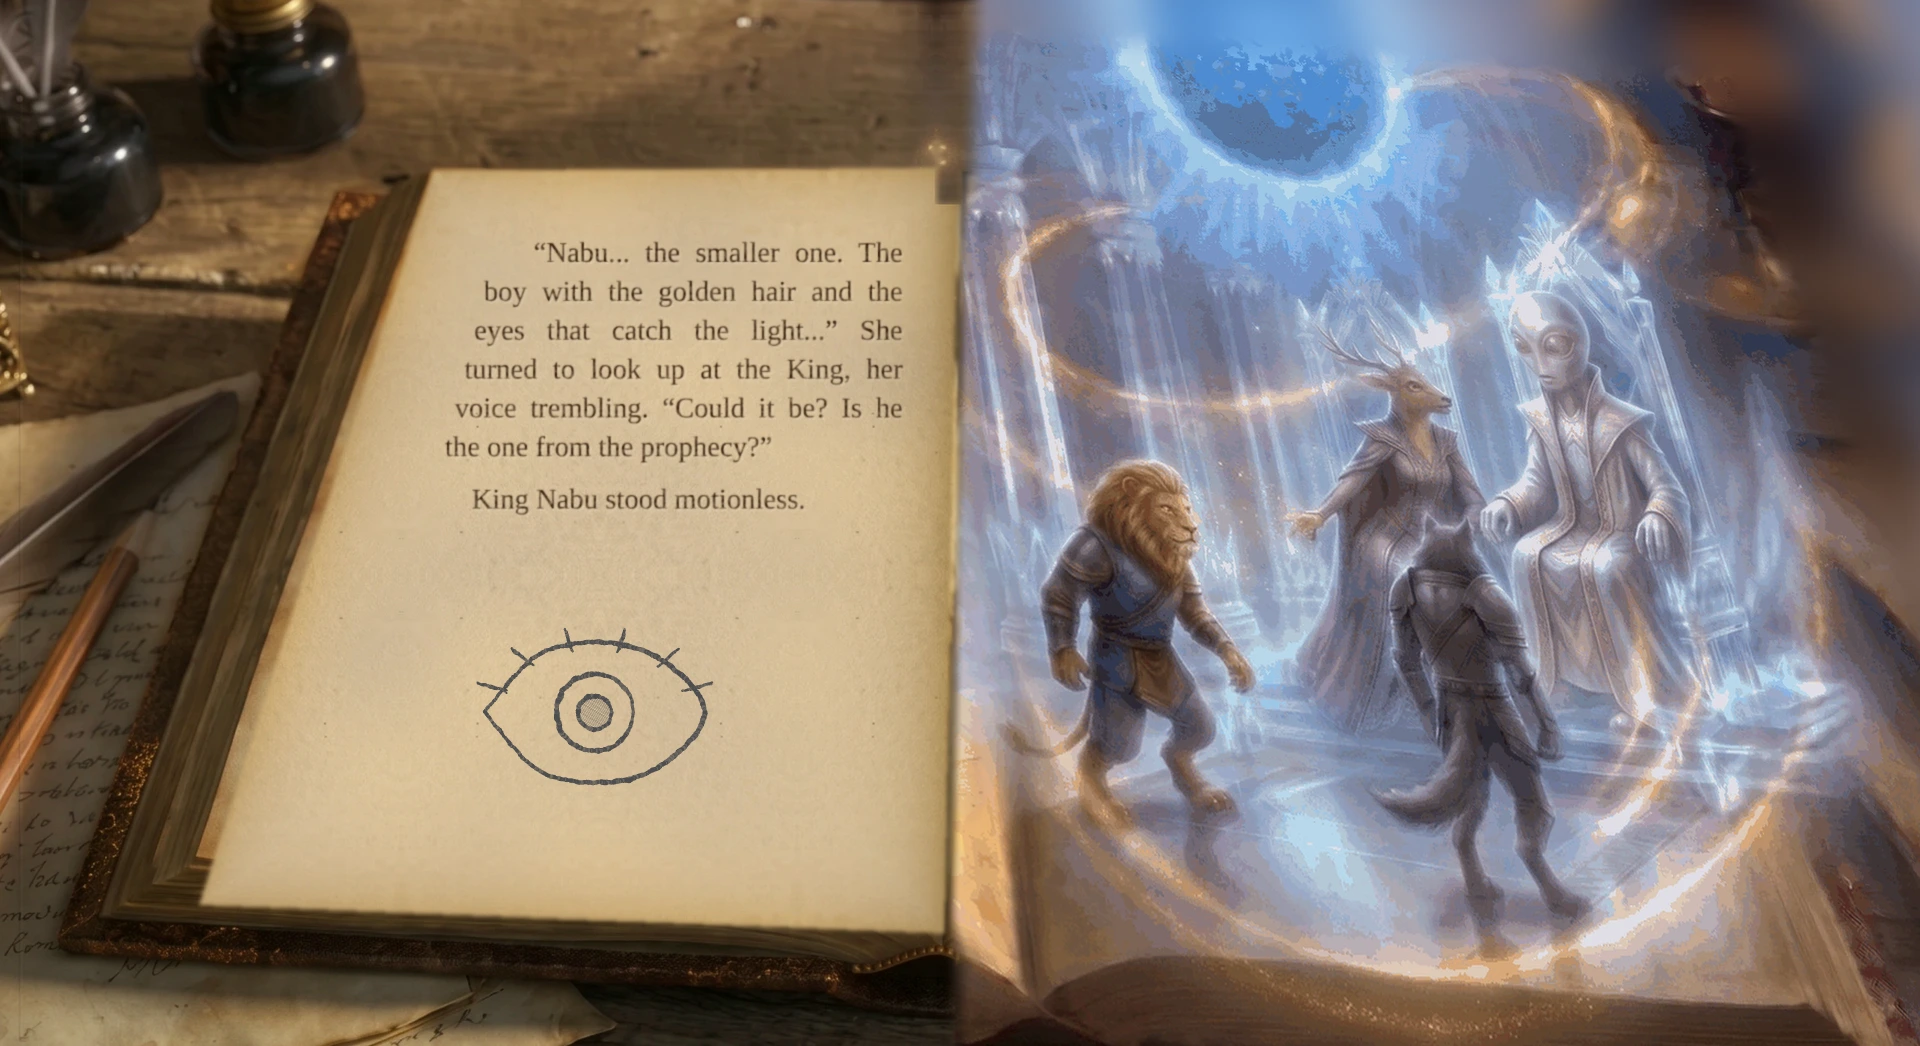 “Nabu... the smaller one. The
boy with the golden hair and the
eyes that catch the light...” She
turned to look up at the King, her
voice trembling. “Could it be? Is he
the one from the prophecy?”
King Nabu stood motionless.